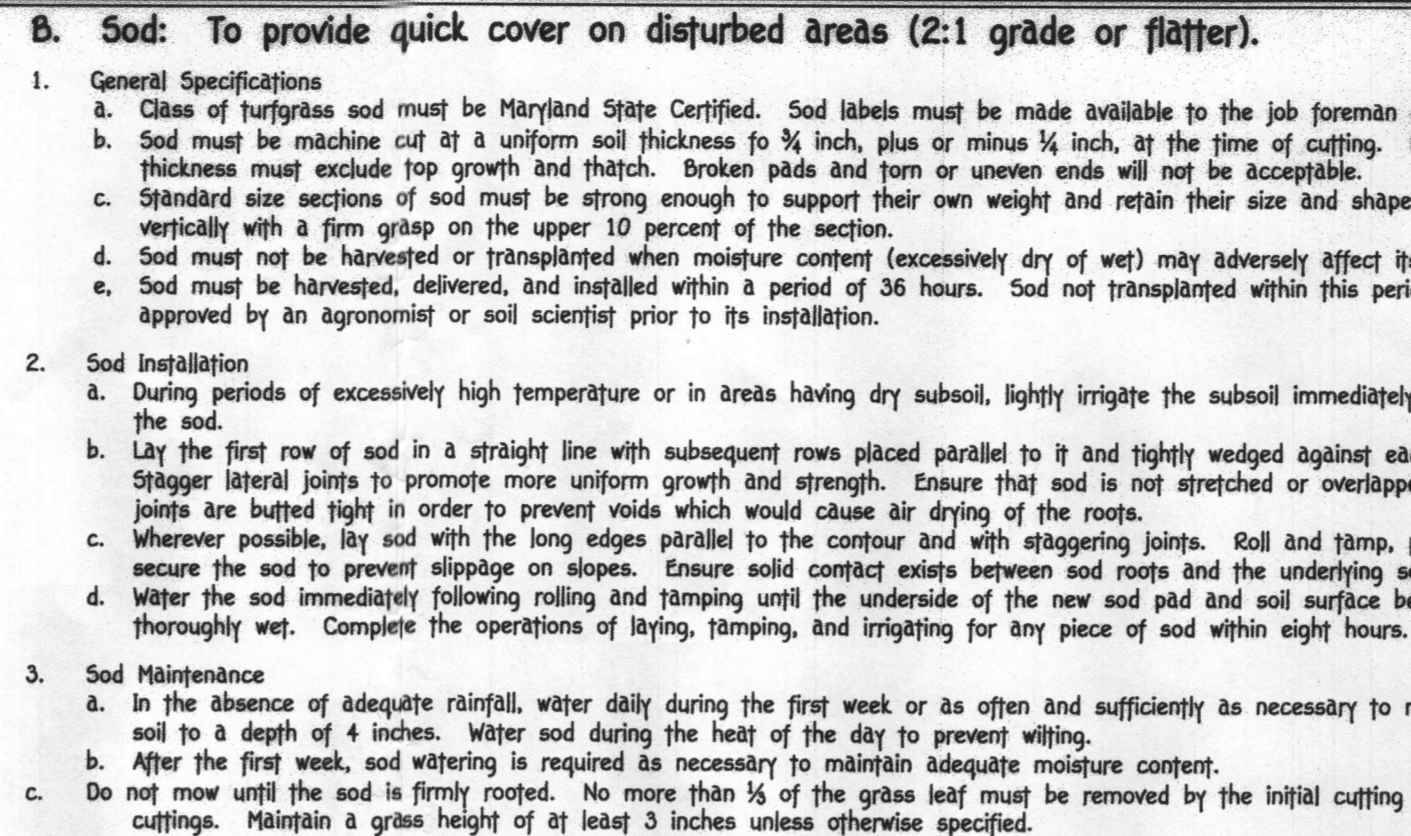 B. Sod: To provide quick cover on disturbed areas (2:1 grade or flatter).
1. General Specifications
a. Class of turfgrass sod must be Maryland State Certified. Sod labels must be made available to the job foreman
b. Sod must be machine cut at a uniform soil thickness fo ¾ inch, plus or minus ¼ inch, at the time of cutting.
thickness must exclude top growth and thatch. Broken pads and torn or uneven ends will not be acceptable.
c. Standard size sections of sod must be strong enough to support their own weight and retain their size and shape
vertically with a firm grasp on the upper 10 percent of the section.
d. Sod must not be harvested or transplanted when moisture content (excessively dry of wet) may adversely affect its
e, Sod must be harvested, delivered, and installed within a period of 36 hours. Sod not transplanted within this peri
approved by an agronomist or soil scientist prior to its installation.
2. Sod Installation
a. During periods of excessively high temperature or in areas having dry subsoil, lightly irrigate the subsoil immediately
the sod.
b. Lay the first row of sod in a straight line with subsequent rows placed parallel to it and tightly wedged against ea
Stagger lateral joints to promote more uniform growth and strength. Ensure that sod is not stretched or overlappe
joints are butted tight in order to prevent voids which would cause air drying of the roots.
c. Wherever possible, lay sod with the long edges parallel to the contour and with staggering joints. Roll and tamp,
secure the sod to prevent slippage on slopes. Ensure solid contact exists between sod roots and the underlying s
d. Water the sod immediately following rolling and tamping until the underside of the new sod pad and soil surface be
thoroughly wet. Complete the operations of laying, tamping, and irrigating for any piece of sod within eight hours.
3. Sod Maintenance
a. In the absence of adequate rainfall, water daily during the first week or as often and sufficiently as necessary to
soil to a depth of 4 inches. Water sod during the heat of the day to prevent wilting.
b. After the first week, sod watering is required as necessary to maintain adequate moisture content.
c. Do not mow until the sod is firmly rooted. No more than ⅓ of the grass leaf must be removed by the initial cutting
cuttings. Maintain a grass height of at least 3 inches unless otherwise specified.